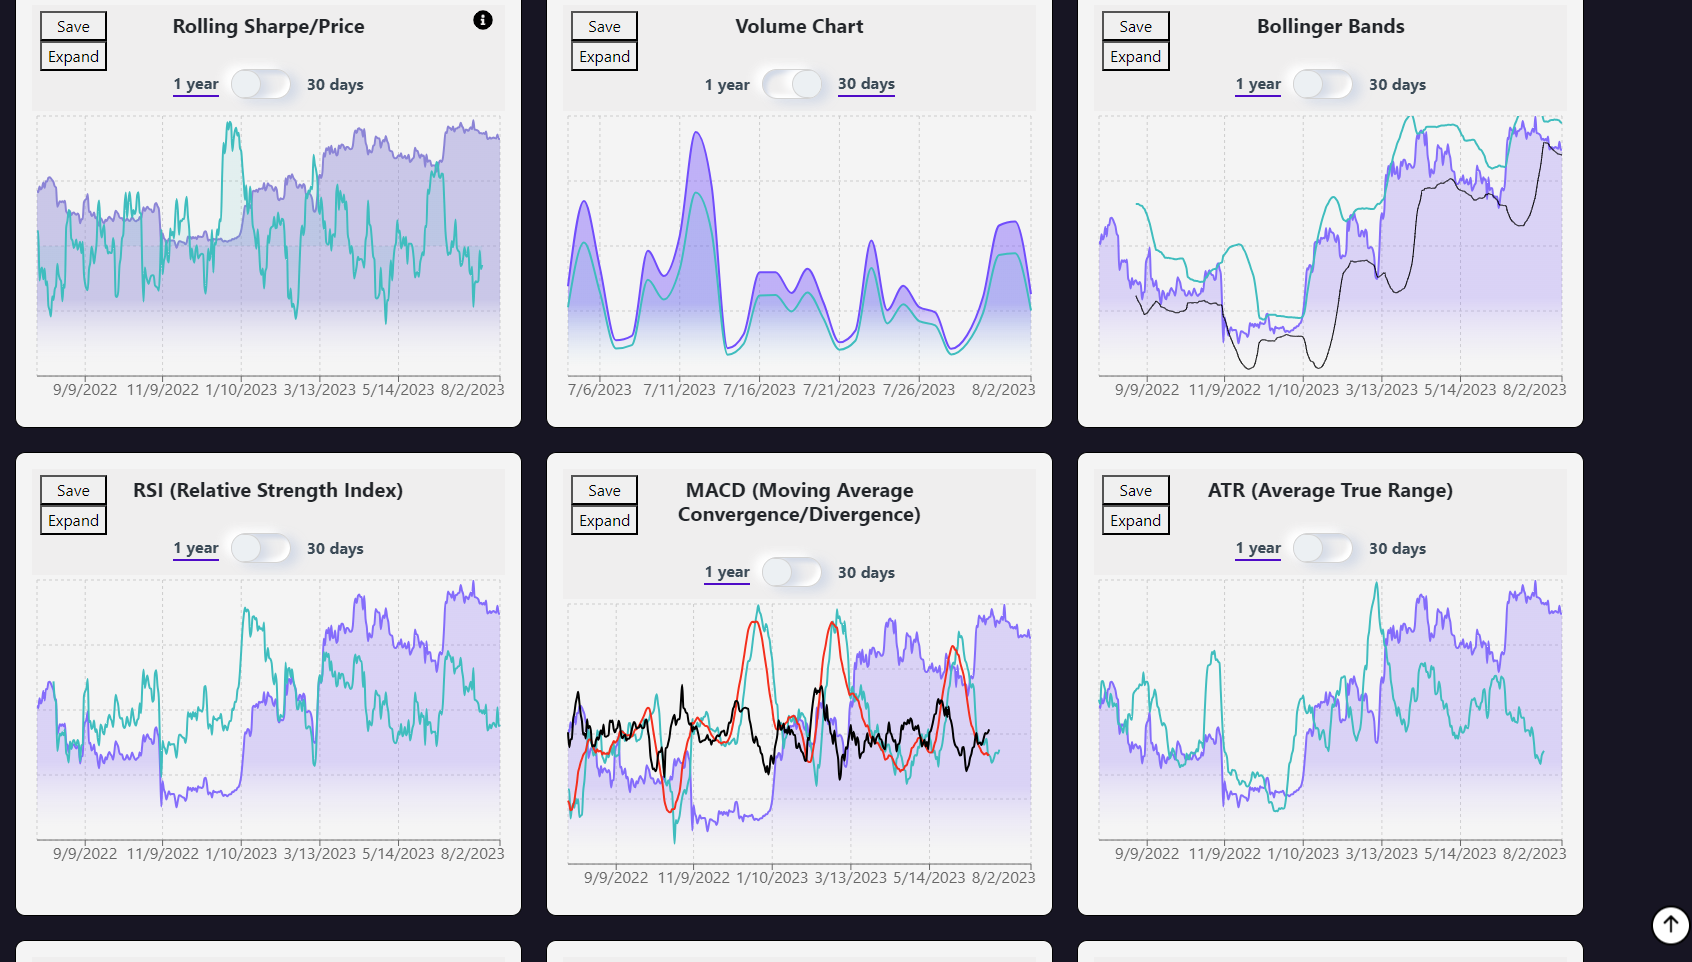 Save
Expand
Rolling Sharpe/Price
1 year
30 days
9/9/2022 11/9/2022 1/10/2023 3/13/2023 5/14/2023 8/2/2023
Save
Expand
Volume Chart
1 year
30 days
7/6/2023 7/11/2023 7/16/2023 7/21/2023 7/26/2023 8/2/2023
Save
Expand
Bollinger Bands
1 year
30 days
9/9/2022 11/9/2022 1/10/2023 3/13/2023 5/14/2023 8/2/2023
Save
Expand
RSI (Relative Strength Index)
1 year
30 days
9/9/2022 11/9/2022 1/10/2023 3/13/2023 5/14/2023 8/2/2023
Save
Expand
MACD (Moving Average
Convergence/Divergence)
1 year
30 days
9/9/2022 11/9/2022 1/10/2023 3/13/2023 5/14/2023 8/2/2023
Save
Expand
ATR (Average True Range)
1 year
30 days
9/9/2022 11/9/2022 1/10/2023 3/13/2023 5/14/2023 8/2/2023